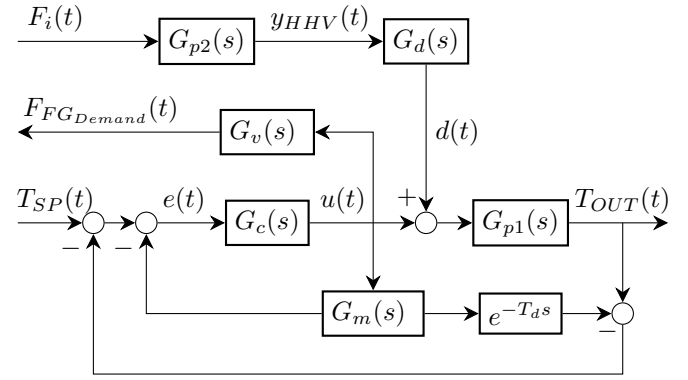 F_i(t)
G_{p2}(s)
y_{HHV}(t)
G_d(s)
F_{FG_{Demand}}(t)
G_v(s)
d(t)
T_{SP}(t)
−
−
e(t)
G_c(s)
u(t)
+
G_{p1}(s)
T_{OUT}(t)
G_m(s)
e^{−T_d s}
−